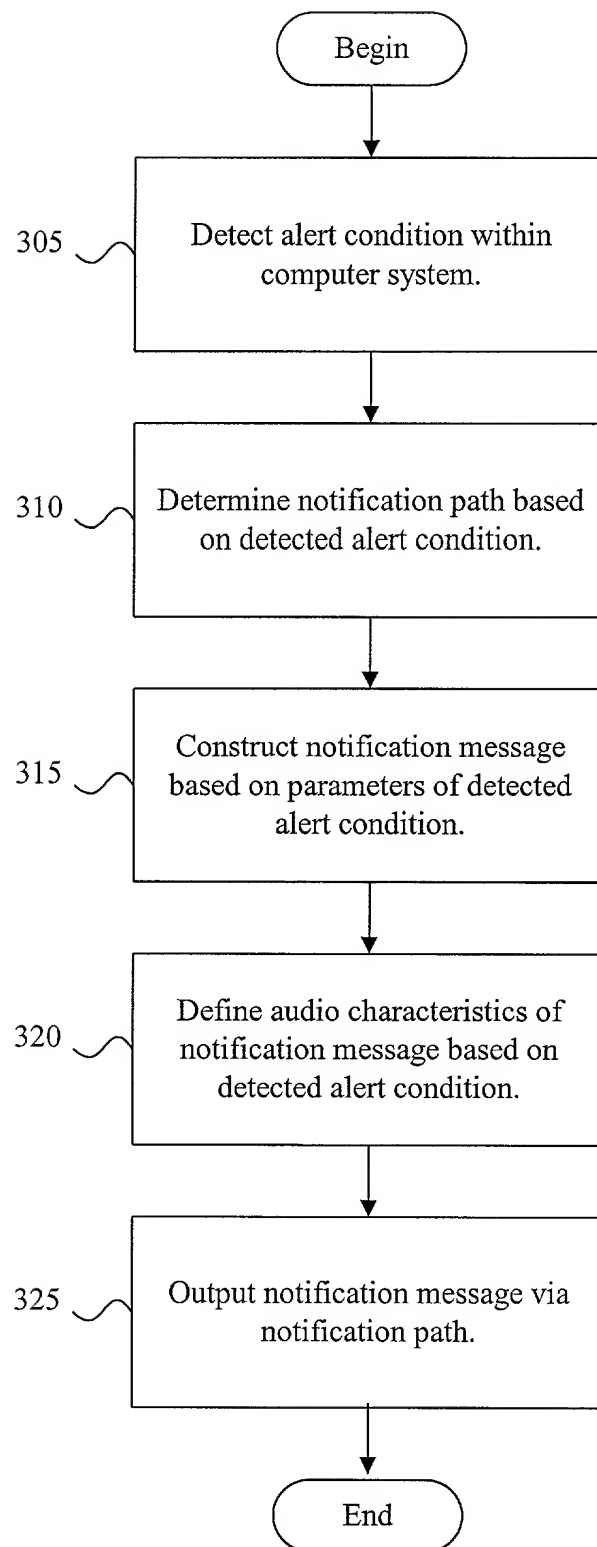 Begin
305
Detect alert condition within
computer system.
310
Determine notification path based
on detected alert condition.
315
Construct notification message
based on parameters of detected
alert condition.
320
Define audio characteristics of
notification message based on
detected alert condition.
325
Output notification message via
notification path.
End